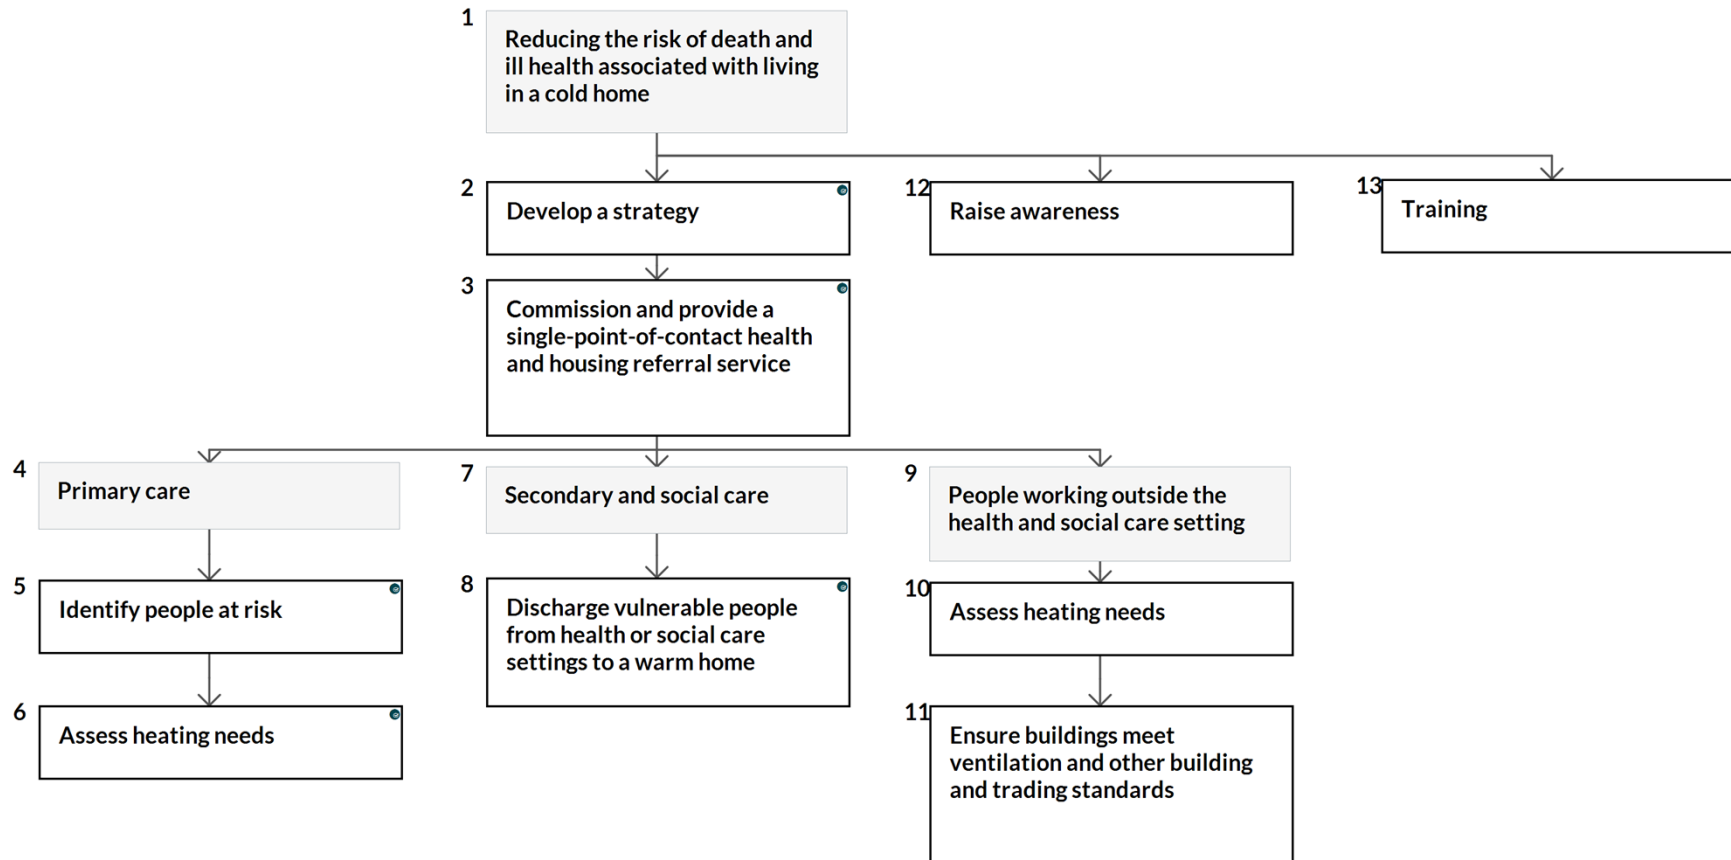 1
Reducing the risk of death and
ill health associated with living
in a cold home
2
Develop a strategy
12
Raise awareness
13
Training
3
Commission and provide a
single-point-of-contact health
and housing referral service
4
Primary care
7
Secondary and social care
9
People working outside the
health and social care setting
5
Identify people at risk
8
Discharge vulnerable people
from health or social care
settings to a warm home
10
Assess heating needs
6
Assess heating needs
11
Ensure buildings meet
ventilation and other building
and trading standards